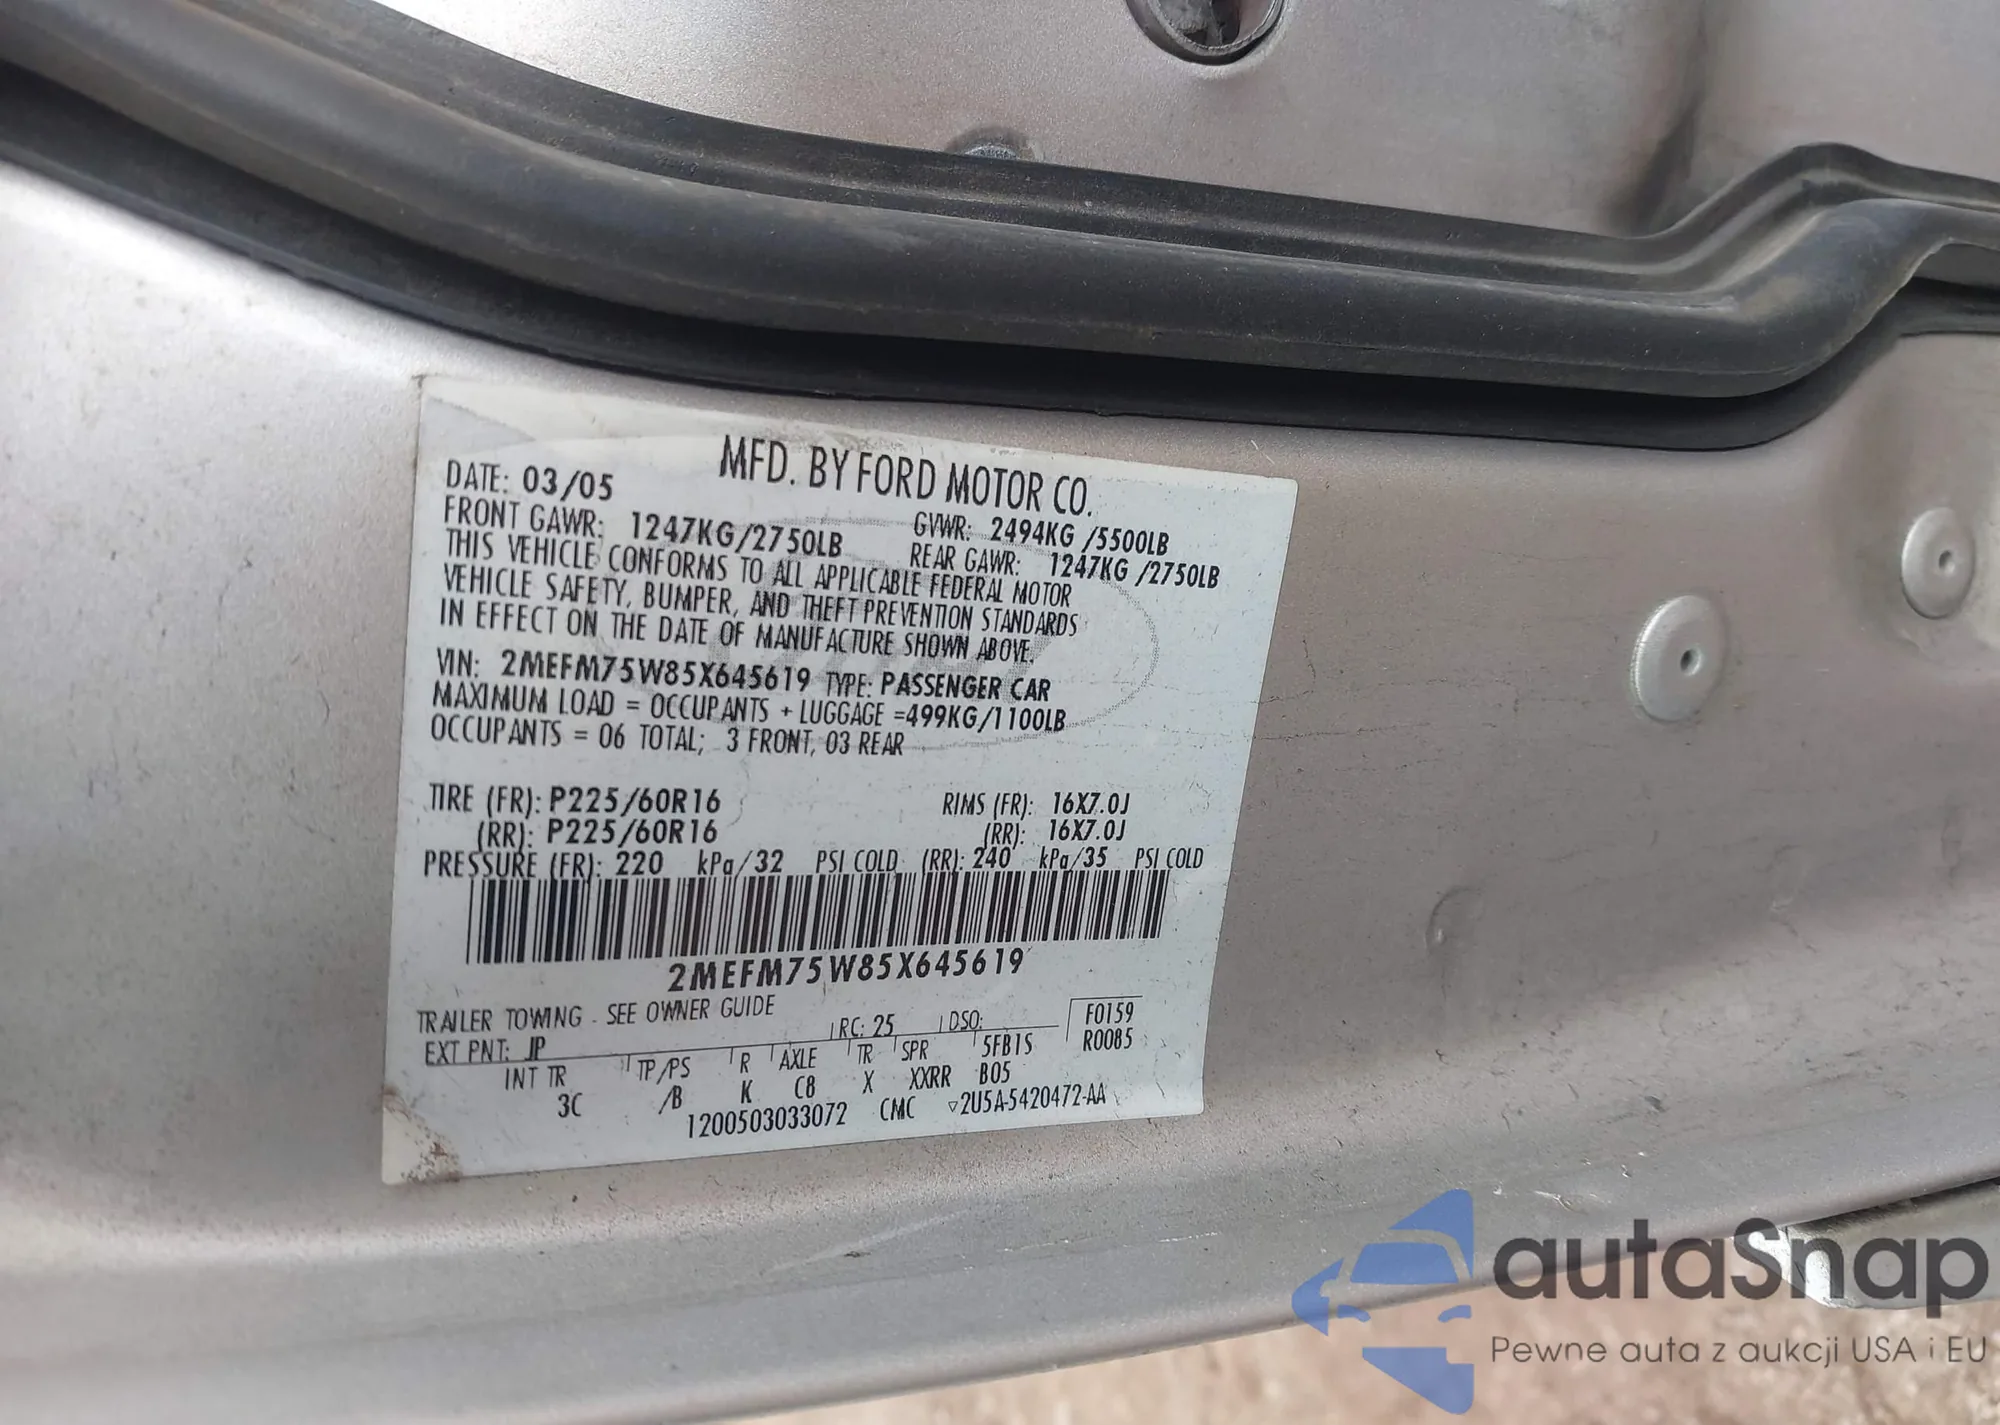 MFD. BY FORD MOTOR CO.
DATE: 03/05
GVWR: 2494KG /5500LB
FRONT GAWR: 1247KG/2750LB
REAR GAWR: 1247KG /2750LB
THIS VEHICLE CONFORMS TO ALL APPLICABLE FEDERAL MOTOR
VEHICLE SAFETY, BUMPER, AND THEFT PREVENTION STANDARDS
IN EFFECT ON THE DATE OF MANUFACTURE SHOWN ABOVE.
VIN: 2MEFM75W85X645619 TYPE: PASSENGER CAR
MAXIMUM LOAD = OCCUPANTS + LUGGAGE =499KG/1100LB
OCCUPANTS = 06 TOTAL; 3 FRONT, 03 REAR
TIRE (FR): P225/60R16 RIMS (FR): 16X7.0J
(RR): P225/60R16 (RR): 16X7.0J
PRESSURE (FR): 220 kPa/32 PSI COLD (RR): 240 kPa/35 PSI COLD
2MEFM75W85X645619
TRAILER TOWING - SEE OWNER GUIDE
EXT PNT: JP RC: 25 DSO: F0159
R0085
INT TR TP/PS R AXLE TR SPR 5FB1S
3C /B K C8 X XXRR B05
1200503033072 CMC ▽2U5A-5420472-AA
autaSnap
Pewne auta z aukcji USA i EU